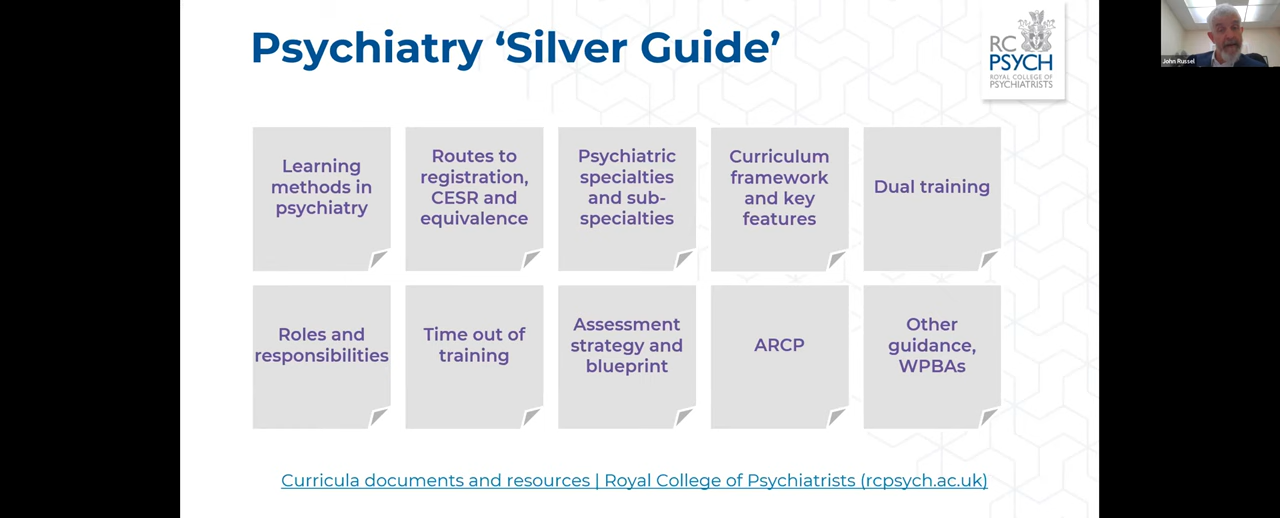 Psychiatry ‘Silver Guide’
RC
PSYCH
ROYAL COLLEGE OF
PSYCHIATRISTS
John Russel
Learning
methods in
psychiatry
Routes to
registration,
CESR and
equivalence
Psychiatric
specialties
and sub-
specialties
Curriculum
framework
and key
features
Dual training
Roles and
responsibilities
Time out of
training
Assessment
strategy and
blueprint
ARCP
Other
guidance,
WPBAs
Curricula documents and resources | Royal College of Psychiatrists (rcpsych.ac.uk)